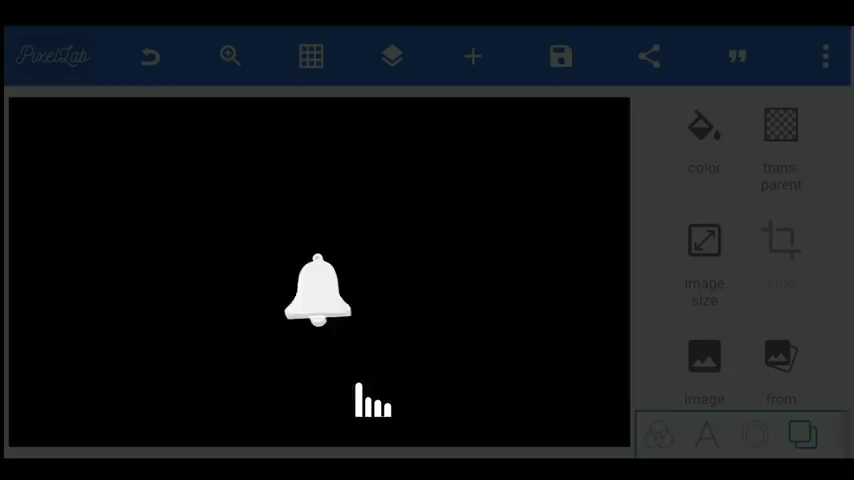 PixelLab
color
trans-
parent
image
size
image
from